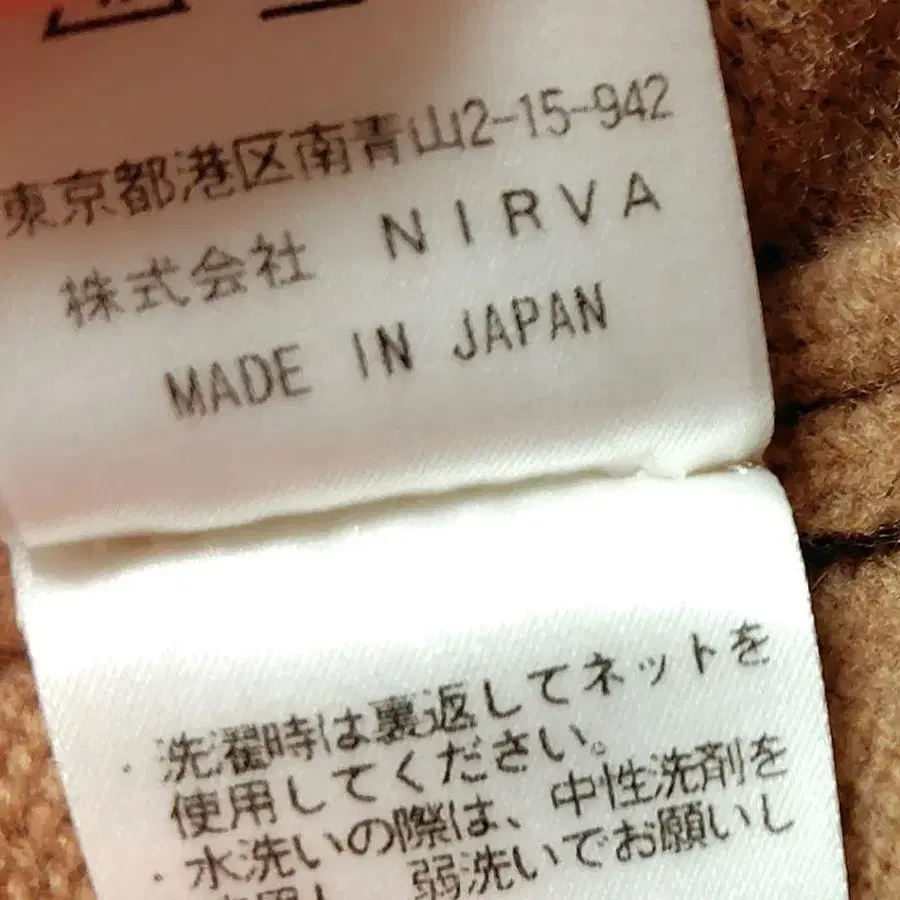 東京都港区南青山2-15-942
株式会社 NIRVA
MADE IN JAPAN
・洗濯時は裏返してネットを
使用してください。
・水洗いの際は、中性洗剤を
弱洗いでお願いし